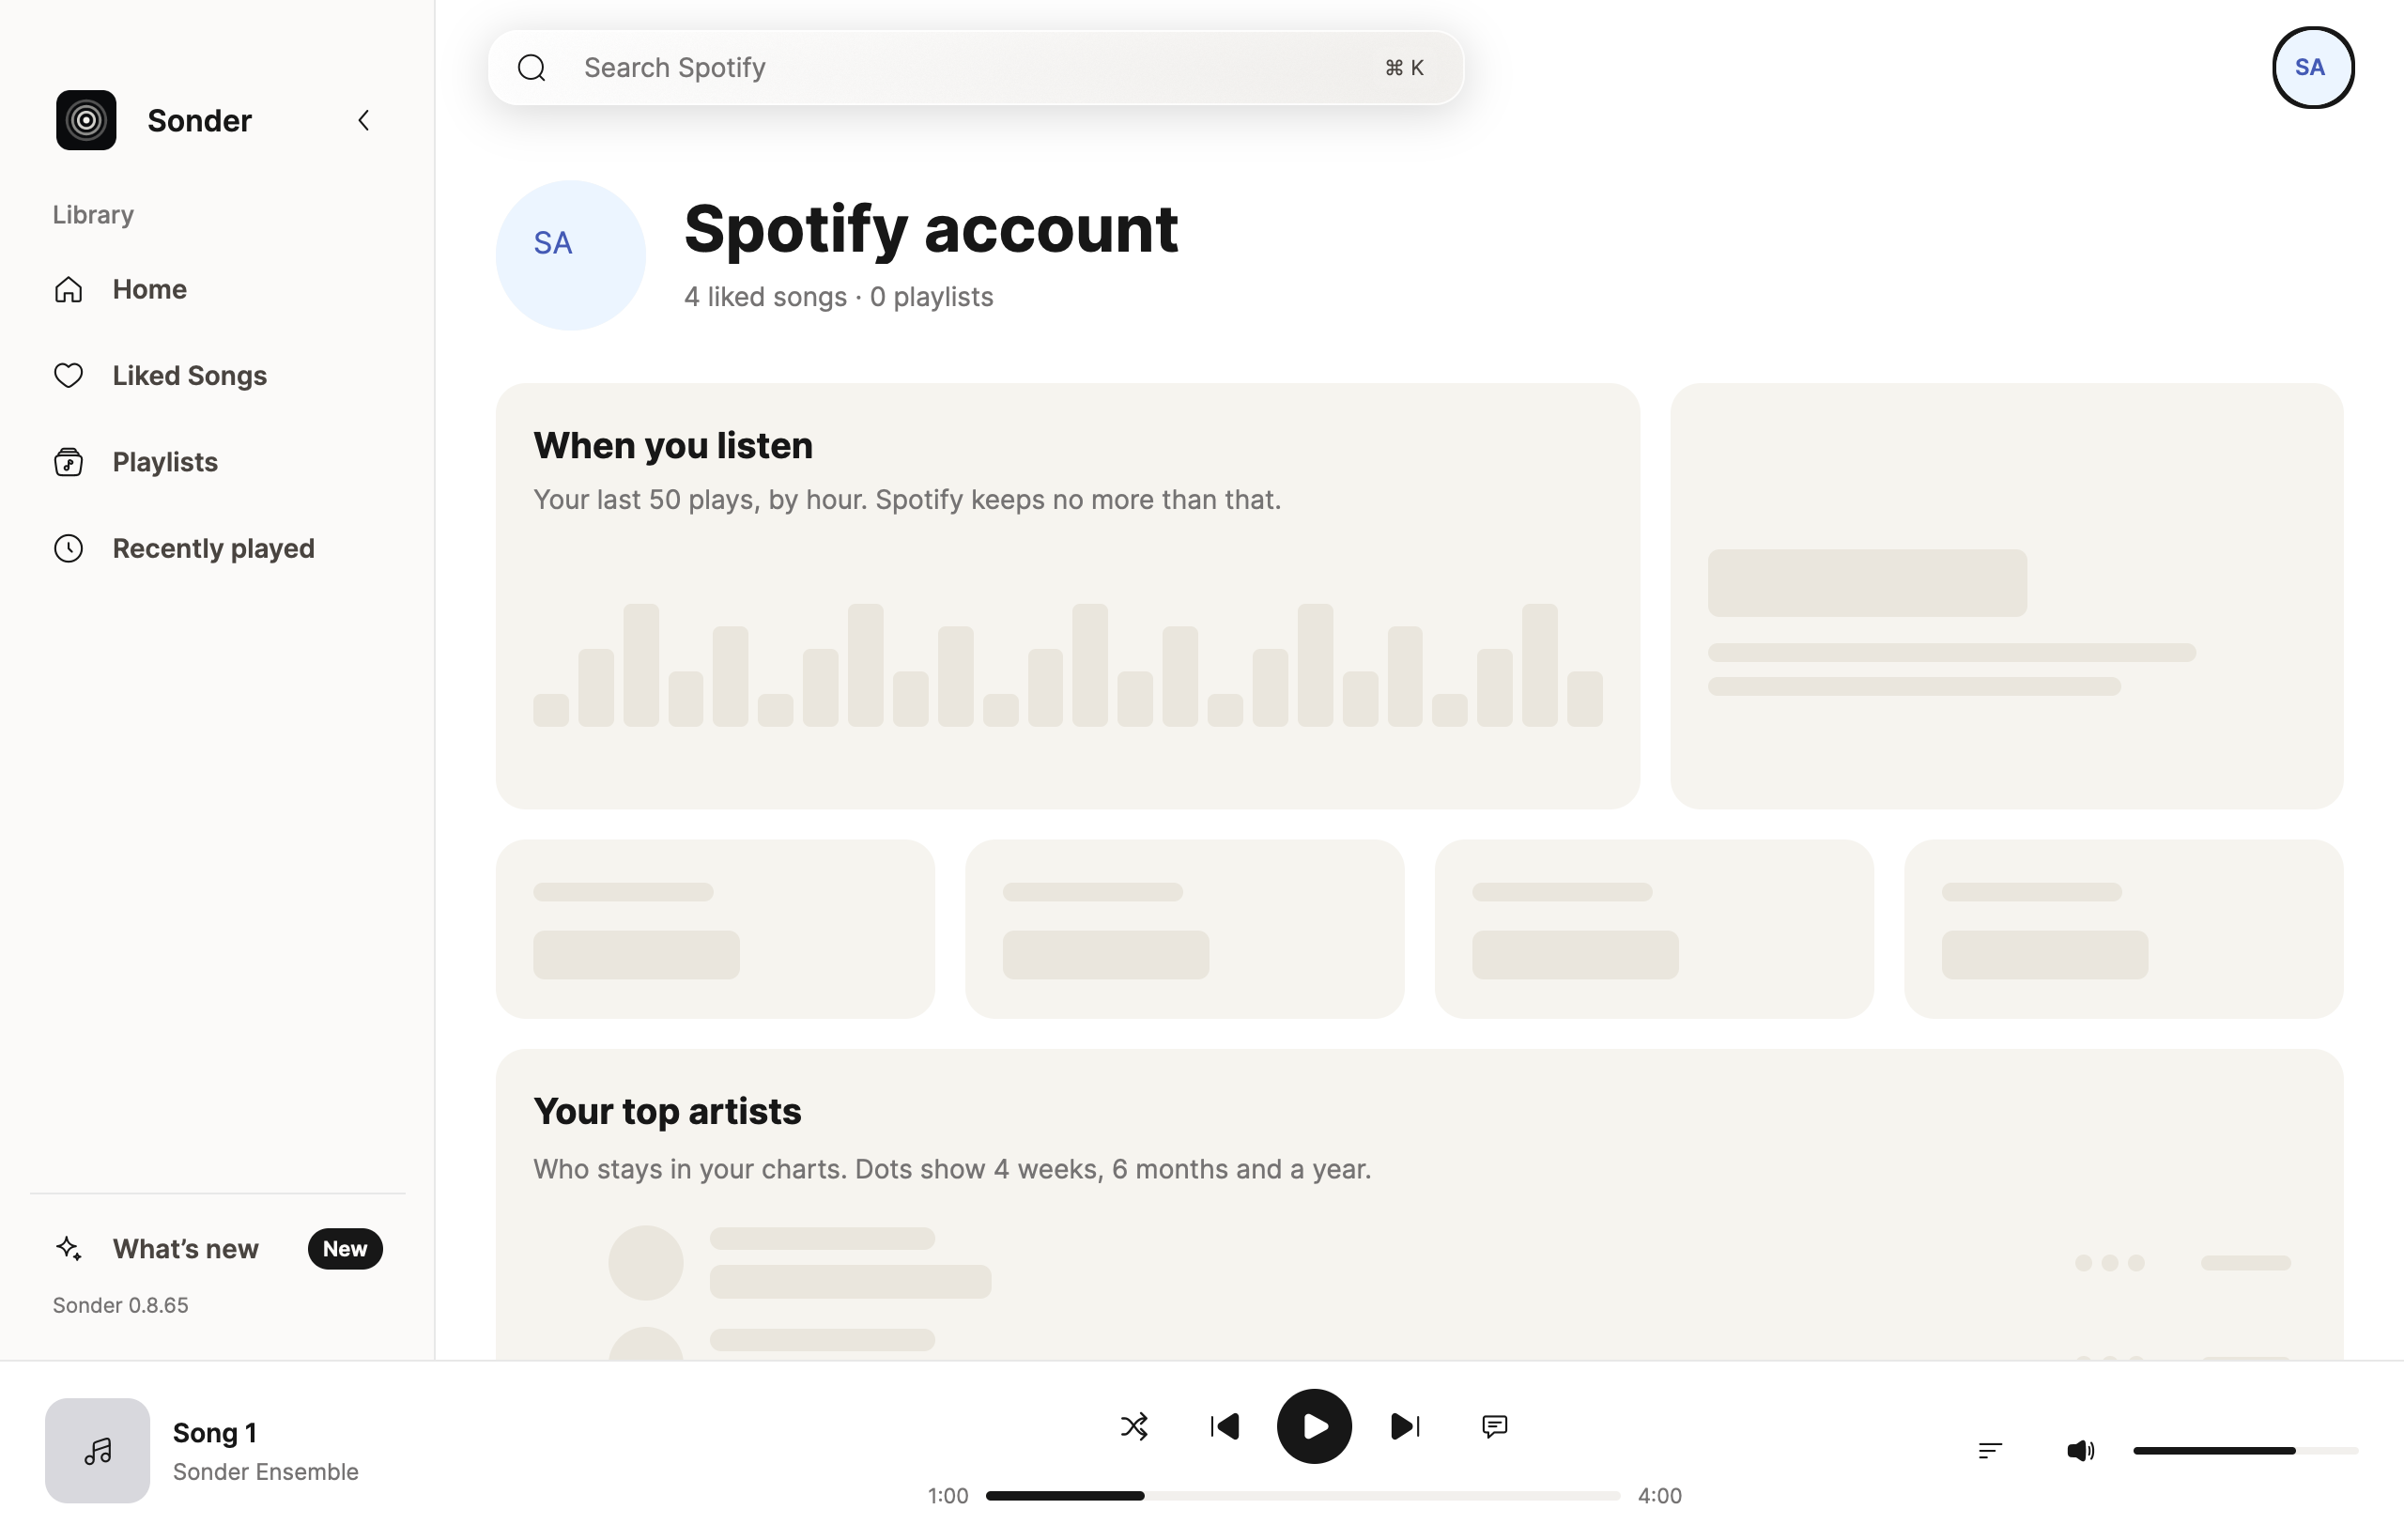 Search Spotify
⌘ K
SA
Sonder
Library
Home
Liked Songs
Playlists
Recently played
What’s new
New
Sonder 0.8.65
SA
Spotify account
4 liked songs · 0 playlists
When you listen
Your last 50 plays, by hour. Spotify keeps no more than that.
Your top artists
Who stays in your charts. Dots show 4 weeks, 6 months and a year.
Song 1
Sonder Ensemble
1:00
4:00